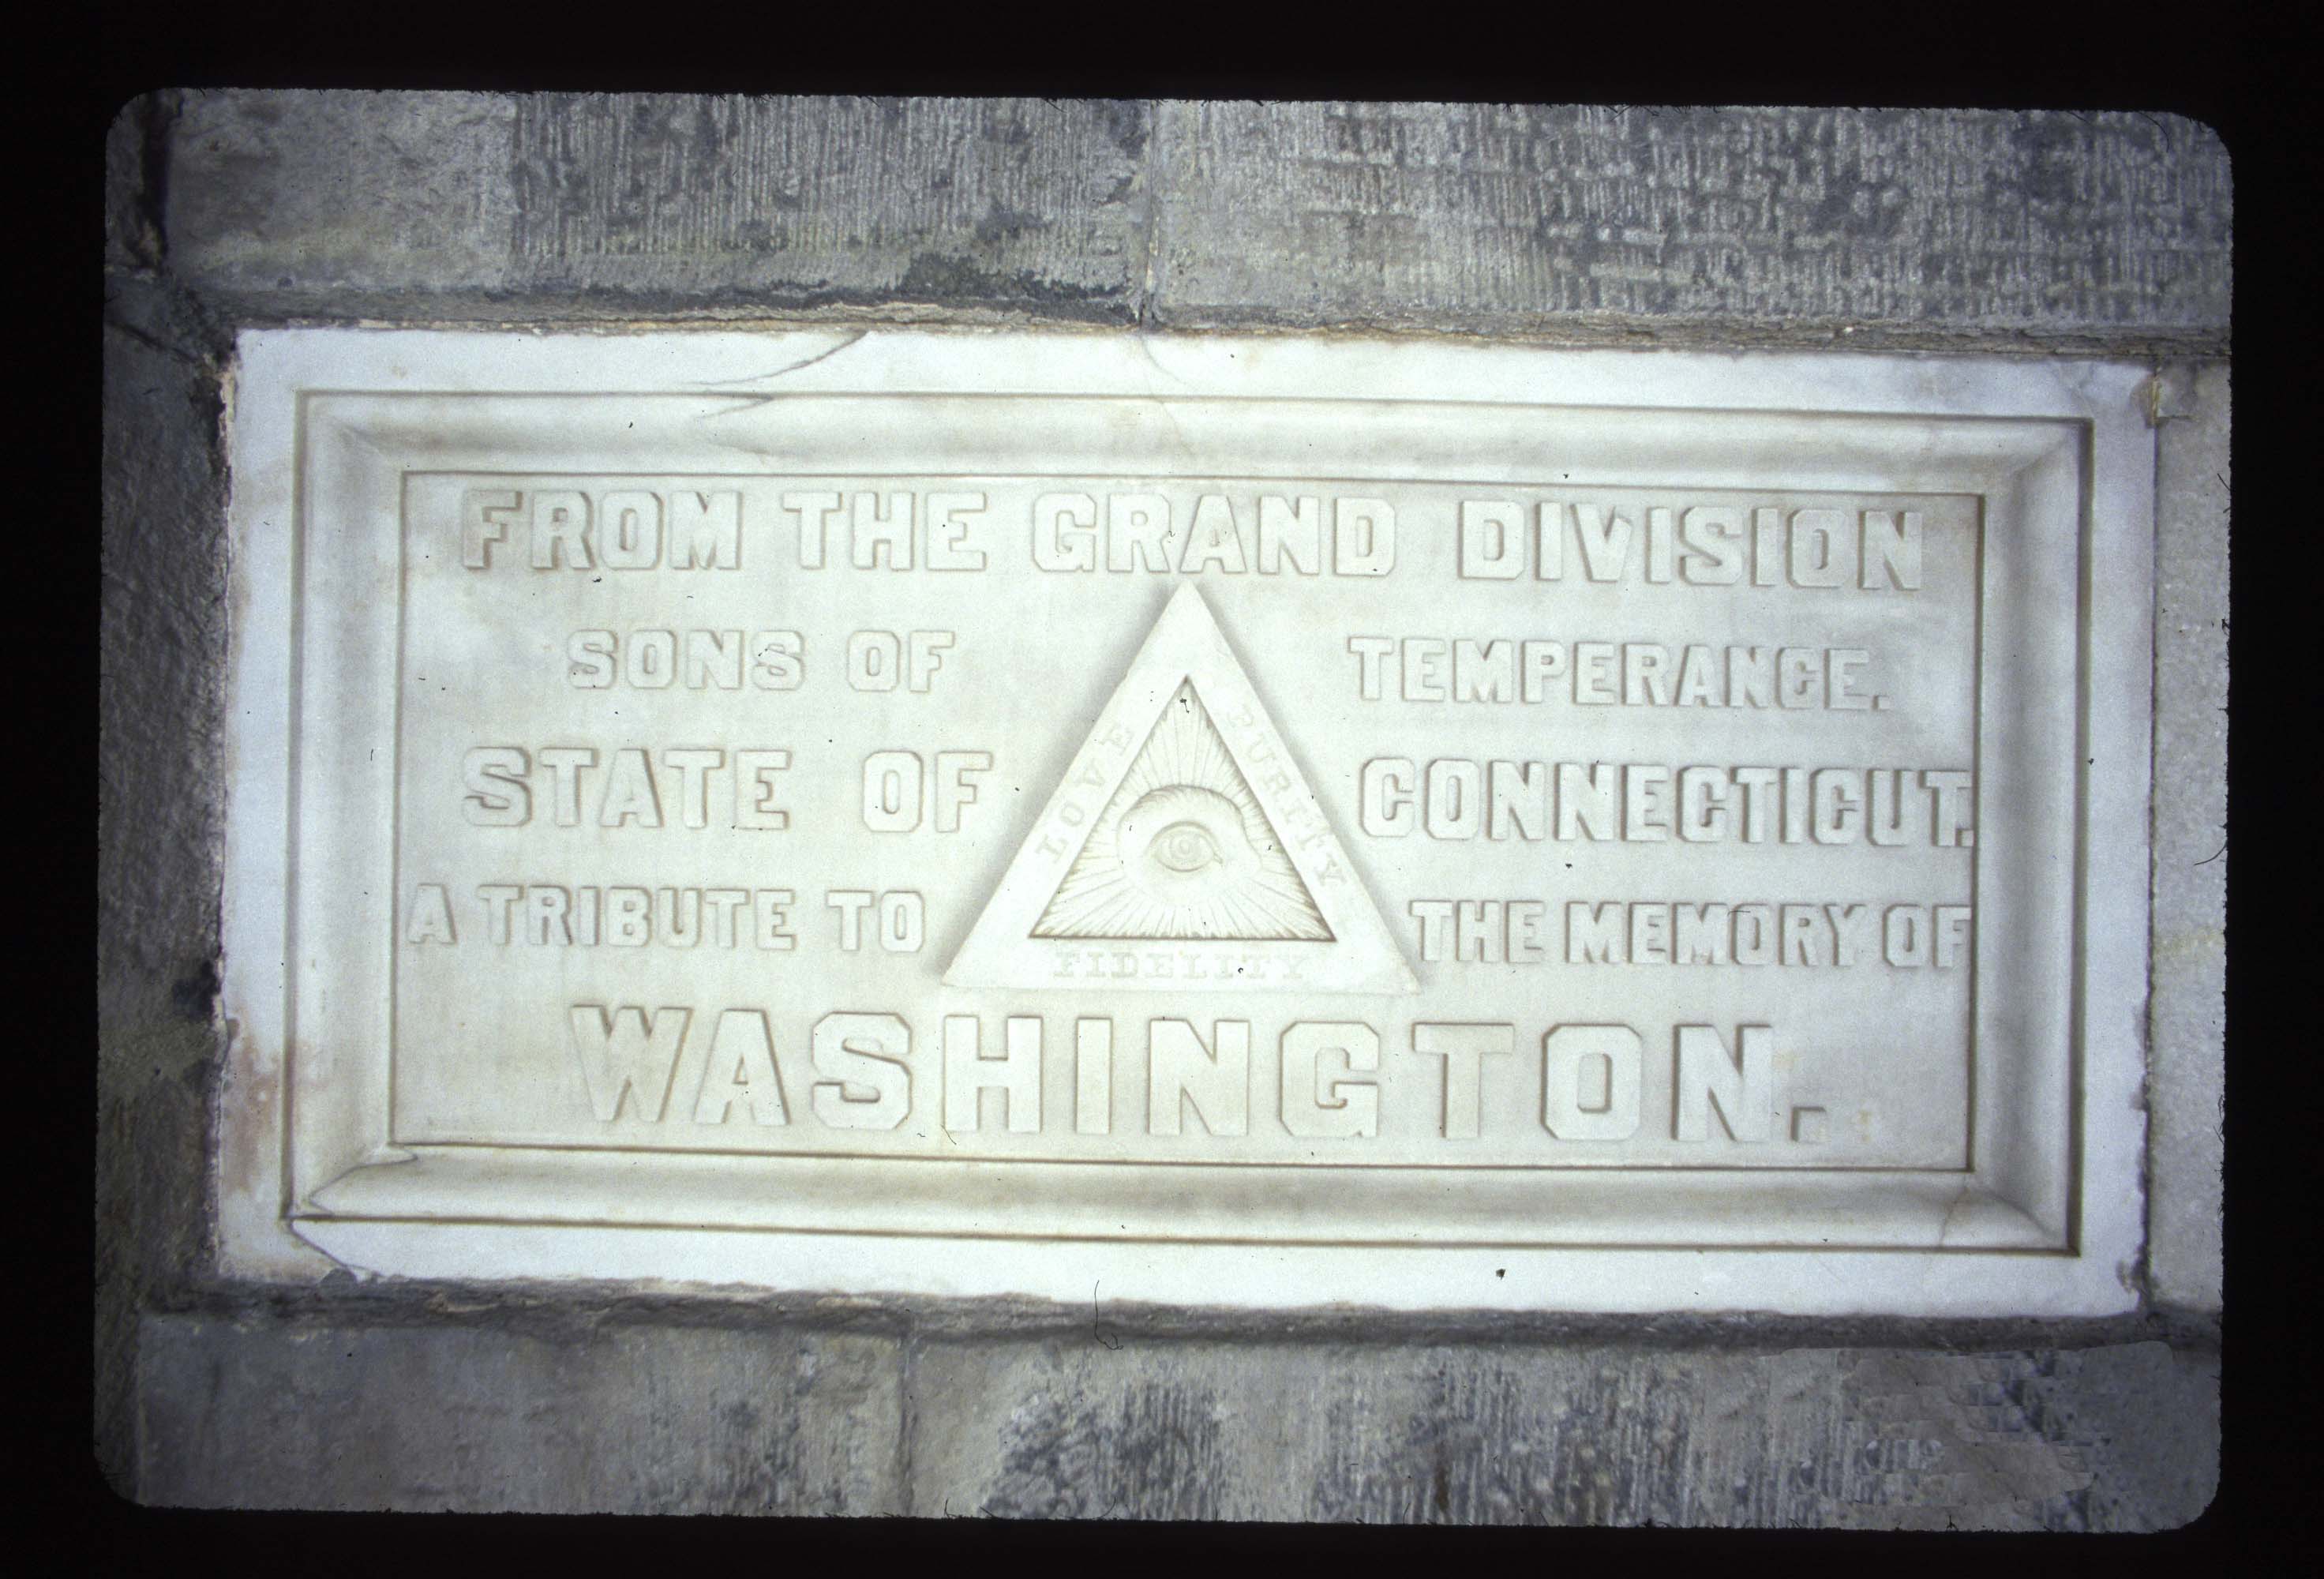 FROM THE GRAND DIVISION
SONS OF TEMPERANCE.
STATE OF CONNECTICUT.
A TRIBUTE TO THE MEMORY OF
WASHINGTON.
LOVE
PURITY
FIDELITY